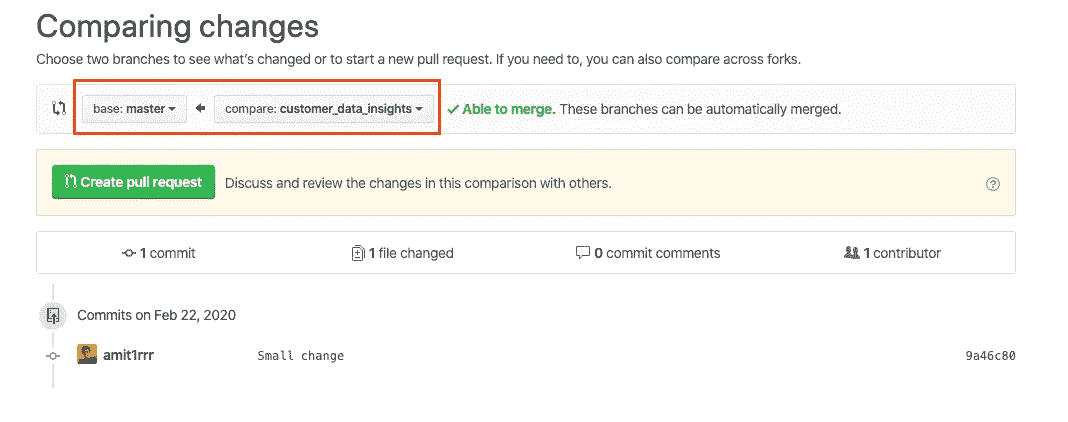 Comparing changes
Choose two branches to see what's changed or to start a new pull request. If you need to, you can also compare across forks.
base: master compare: customer_data_insights Able to merge. These branches can be automatically merged.
Create pull request Discuss and review the changes in this comparison with others.
1 commit 1 file changed 0 commit comments 1 contributor
Commits on Feb 22, 2020
amit1rrr Small change 9a46c80